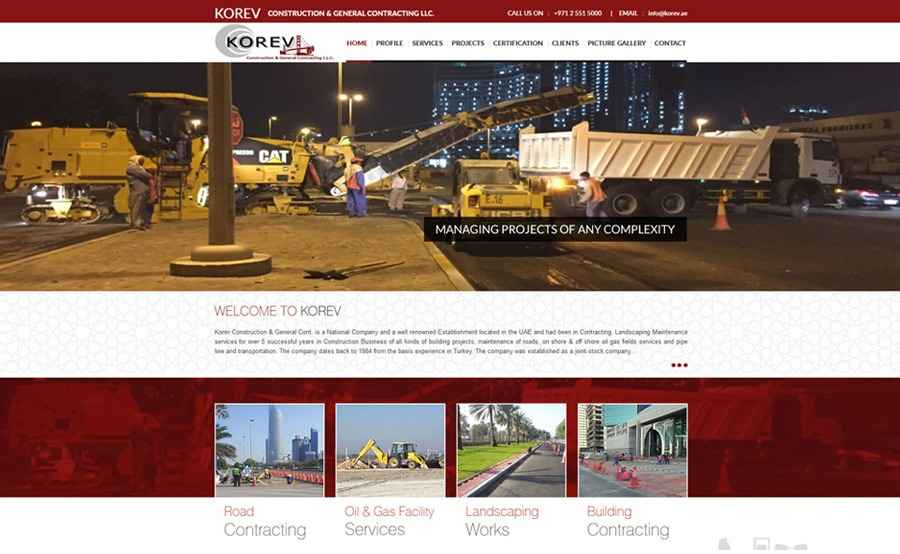 KOREV CONSTRUCTION & GENERAL CONTRACTING LLC. CALL US ON : +971 2 551 5000 | EMAIL : info@korev.ae
KOREV
Construction & General Contracting L.L.C.
HOME PROFILE SERVICES PROJECTS CERTIFICATION CLIENTS PICTURE GALLERY CONTACT
CAT
MANAGING PROJECTS OF ANY COMPLEXITY
WELCOME TO KOREV
Korev Construction & General Cont. is a National Company and a well renowned Establishment located in the UAE and had been in Contracting, Landscaping Maintenance
services for over 5 successful years in Construction Business of all kinds of building projects, maintenance of roads, on shore & off shore oil gas fields services and pipe
line and transportation. The company dates back to 1984 from the basis experience in Turkey. The company was established as a joint-stock company...
Road
Contracting
Oil & Gas Facility
Services
Landscaping
Works
Building
Contracting